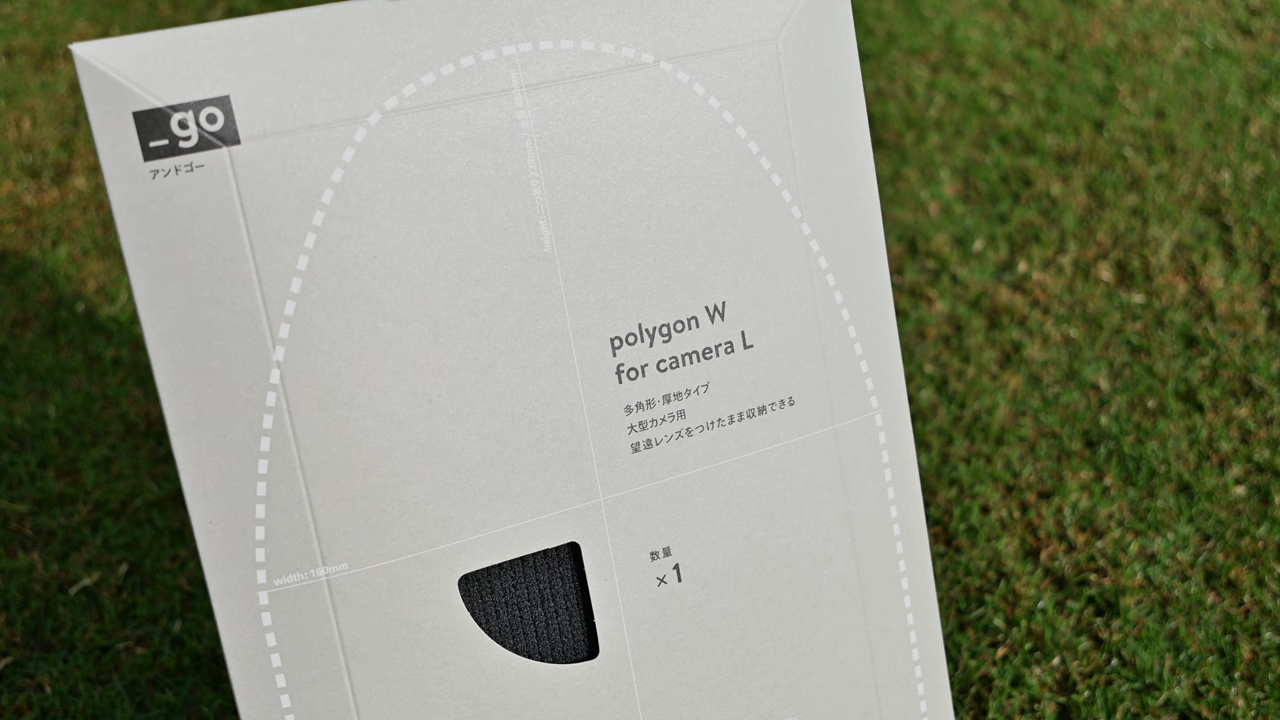 _go
アンドゴー
polygon W
for camera L
多角形・厚地タイプ
大型カメラ用
望遠レンズをつけたまま収納できる
width: 160mm
数量
×1